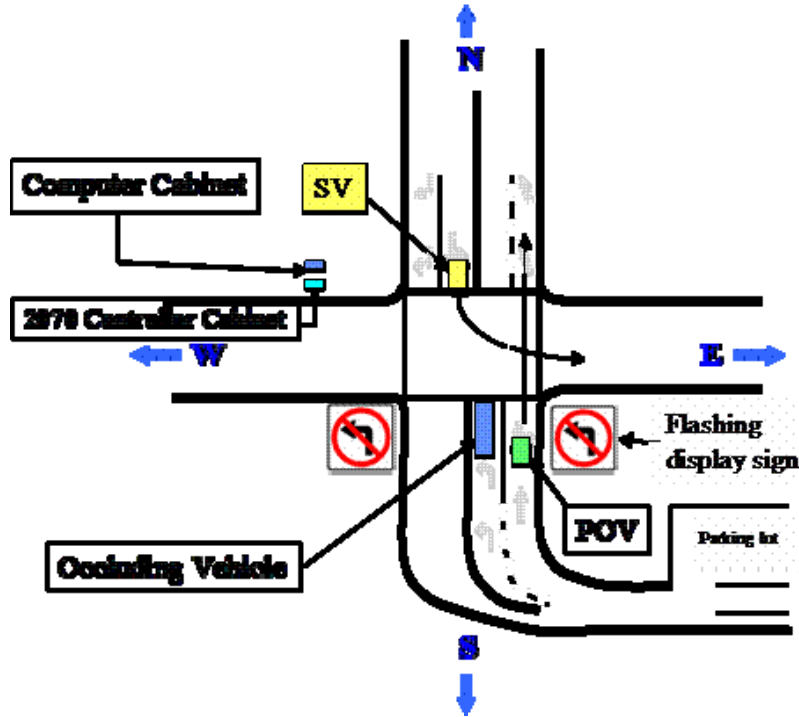 N
Computer Cabinet
SV
2070 Controller Cabinet
W
E
Flashing
display sign
POV
Parking lot
Occluding Vehicle
S